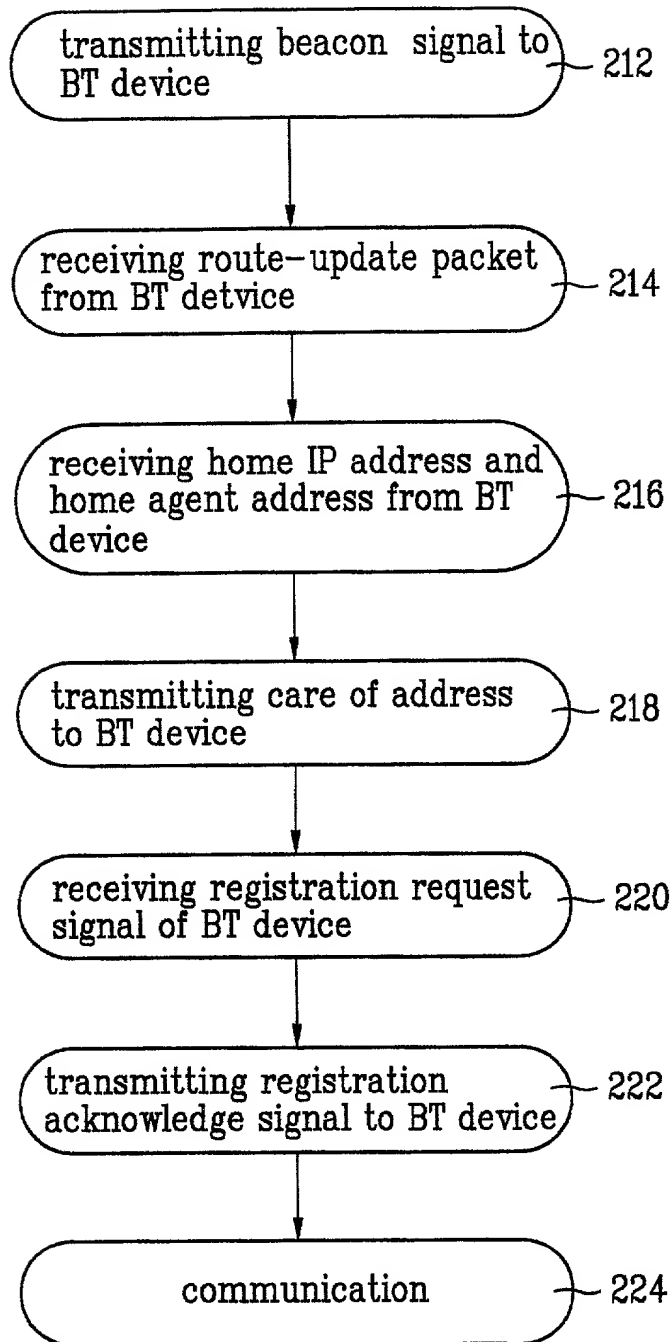 transmitting beacon signal to
BT device
212
receiving route-update packet
from BT detvice
214
receiving home IP address and
home agent address from BT
device
216
transmitting care of address
to BT device
218
receiving registration request
signal of BT device
220
transmitting registration
acknowledge signal to BT device
222
communication
224